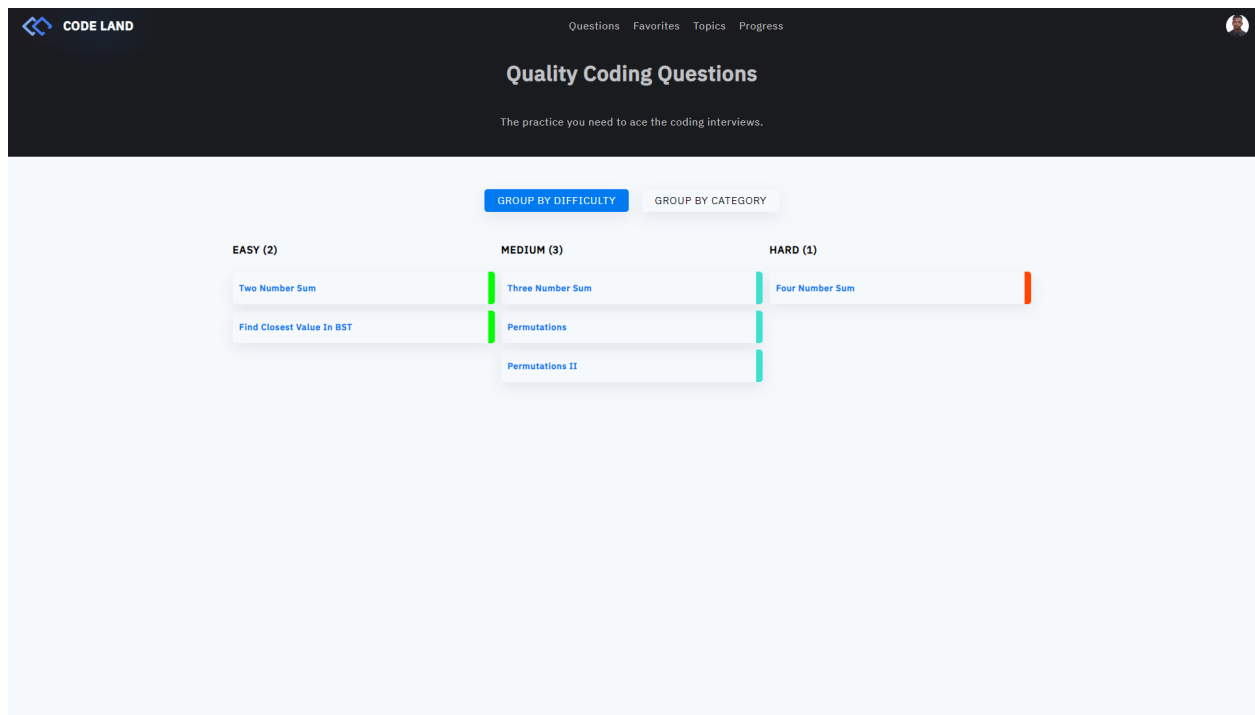 CODE LAND
Questions Favorites Topics Progress
Quality Coding Questions
The practice you need to ace the coding interviews.
GROUP BY DIFFICULTY GROUP BY CATEGORY
EASY (2)
Two Number Sum
Find Closest Value In BST
MEDIUM (3)
Three Number Sum
Permutations
Permutations II
HARD (1)
Four Number Sum